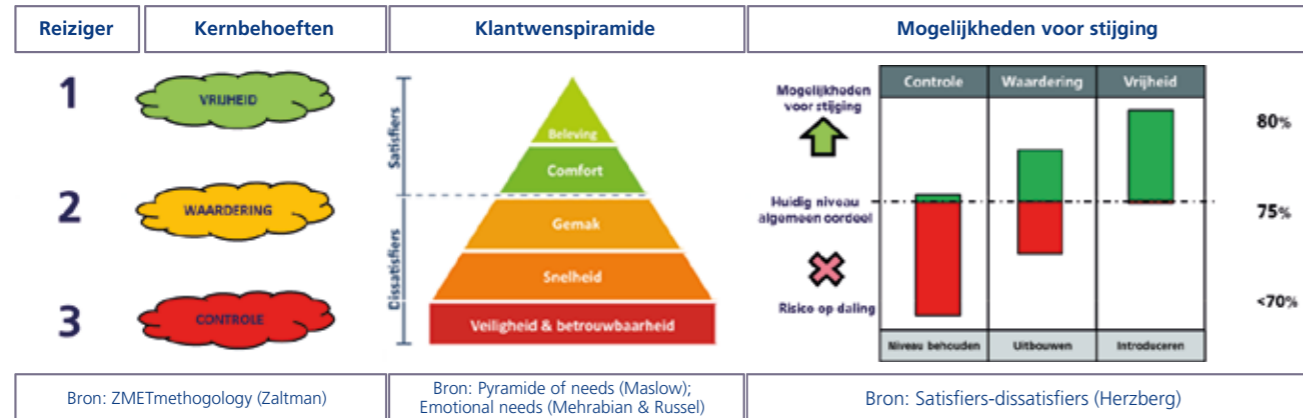 Reiziger
Kernbehoeften
Klantwenspiramide
Mogelijkheden voor stijging
1
VRIJHEID
2
WAARDERING
3
CONTROLE
Satisfiers
Dissatisfiers
Beleving
Comfort
Gemak
Snelheid
Veiligheid & betrouwbaarheid
Mogelijkheden
voor stijging
Huidig niveau
algemeen oordeel
Risico op daling
Controle
Waardering
Vrijheid
80%
75%
<70%
Niveau behouden
Uitbouwen
Introduceren
Bron: ZMETmethogology (Zaltman)
Bron: Pyramide of needs (Maslow);
Emotional needs (Mehrabian & Russel)
Bron: Satisfiers-dissatisfiers (Herzberg)